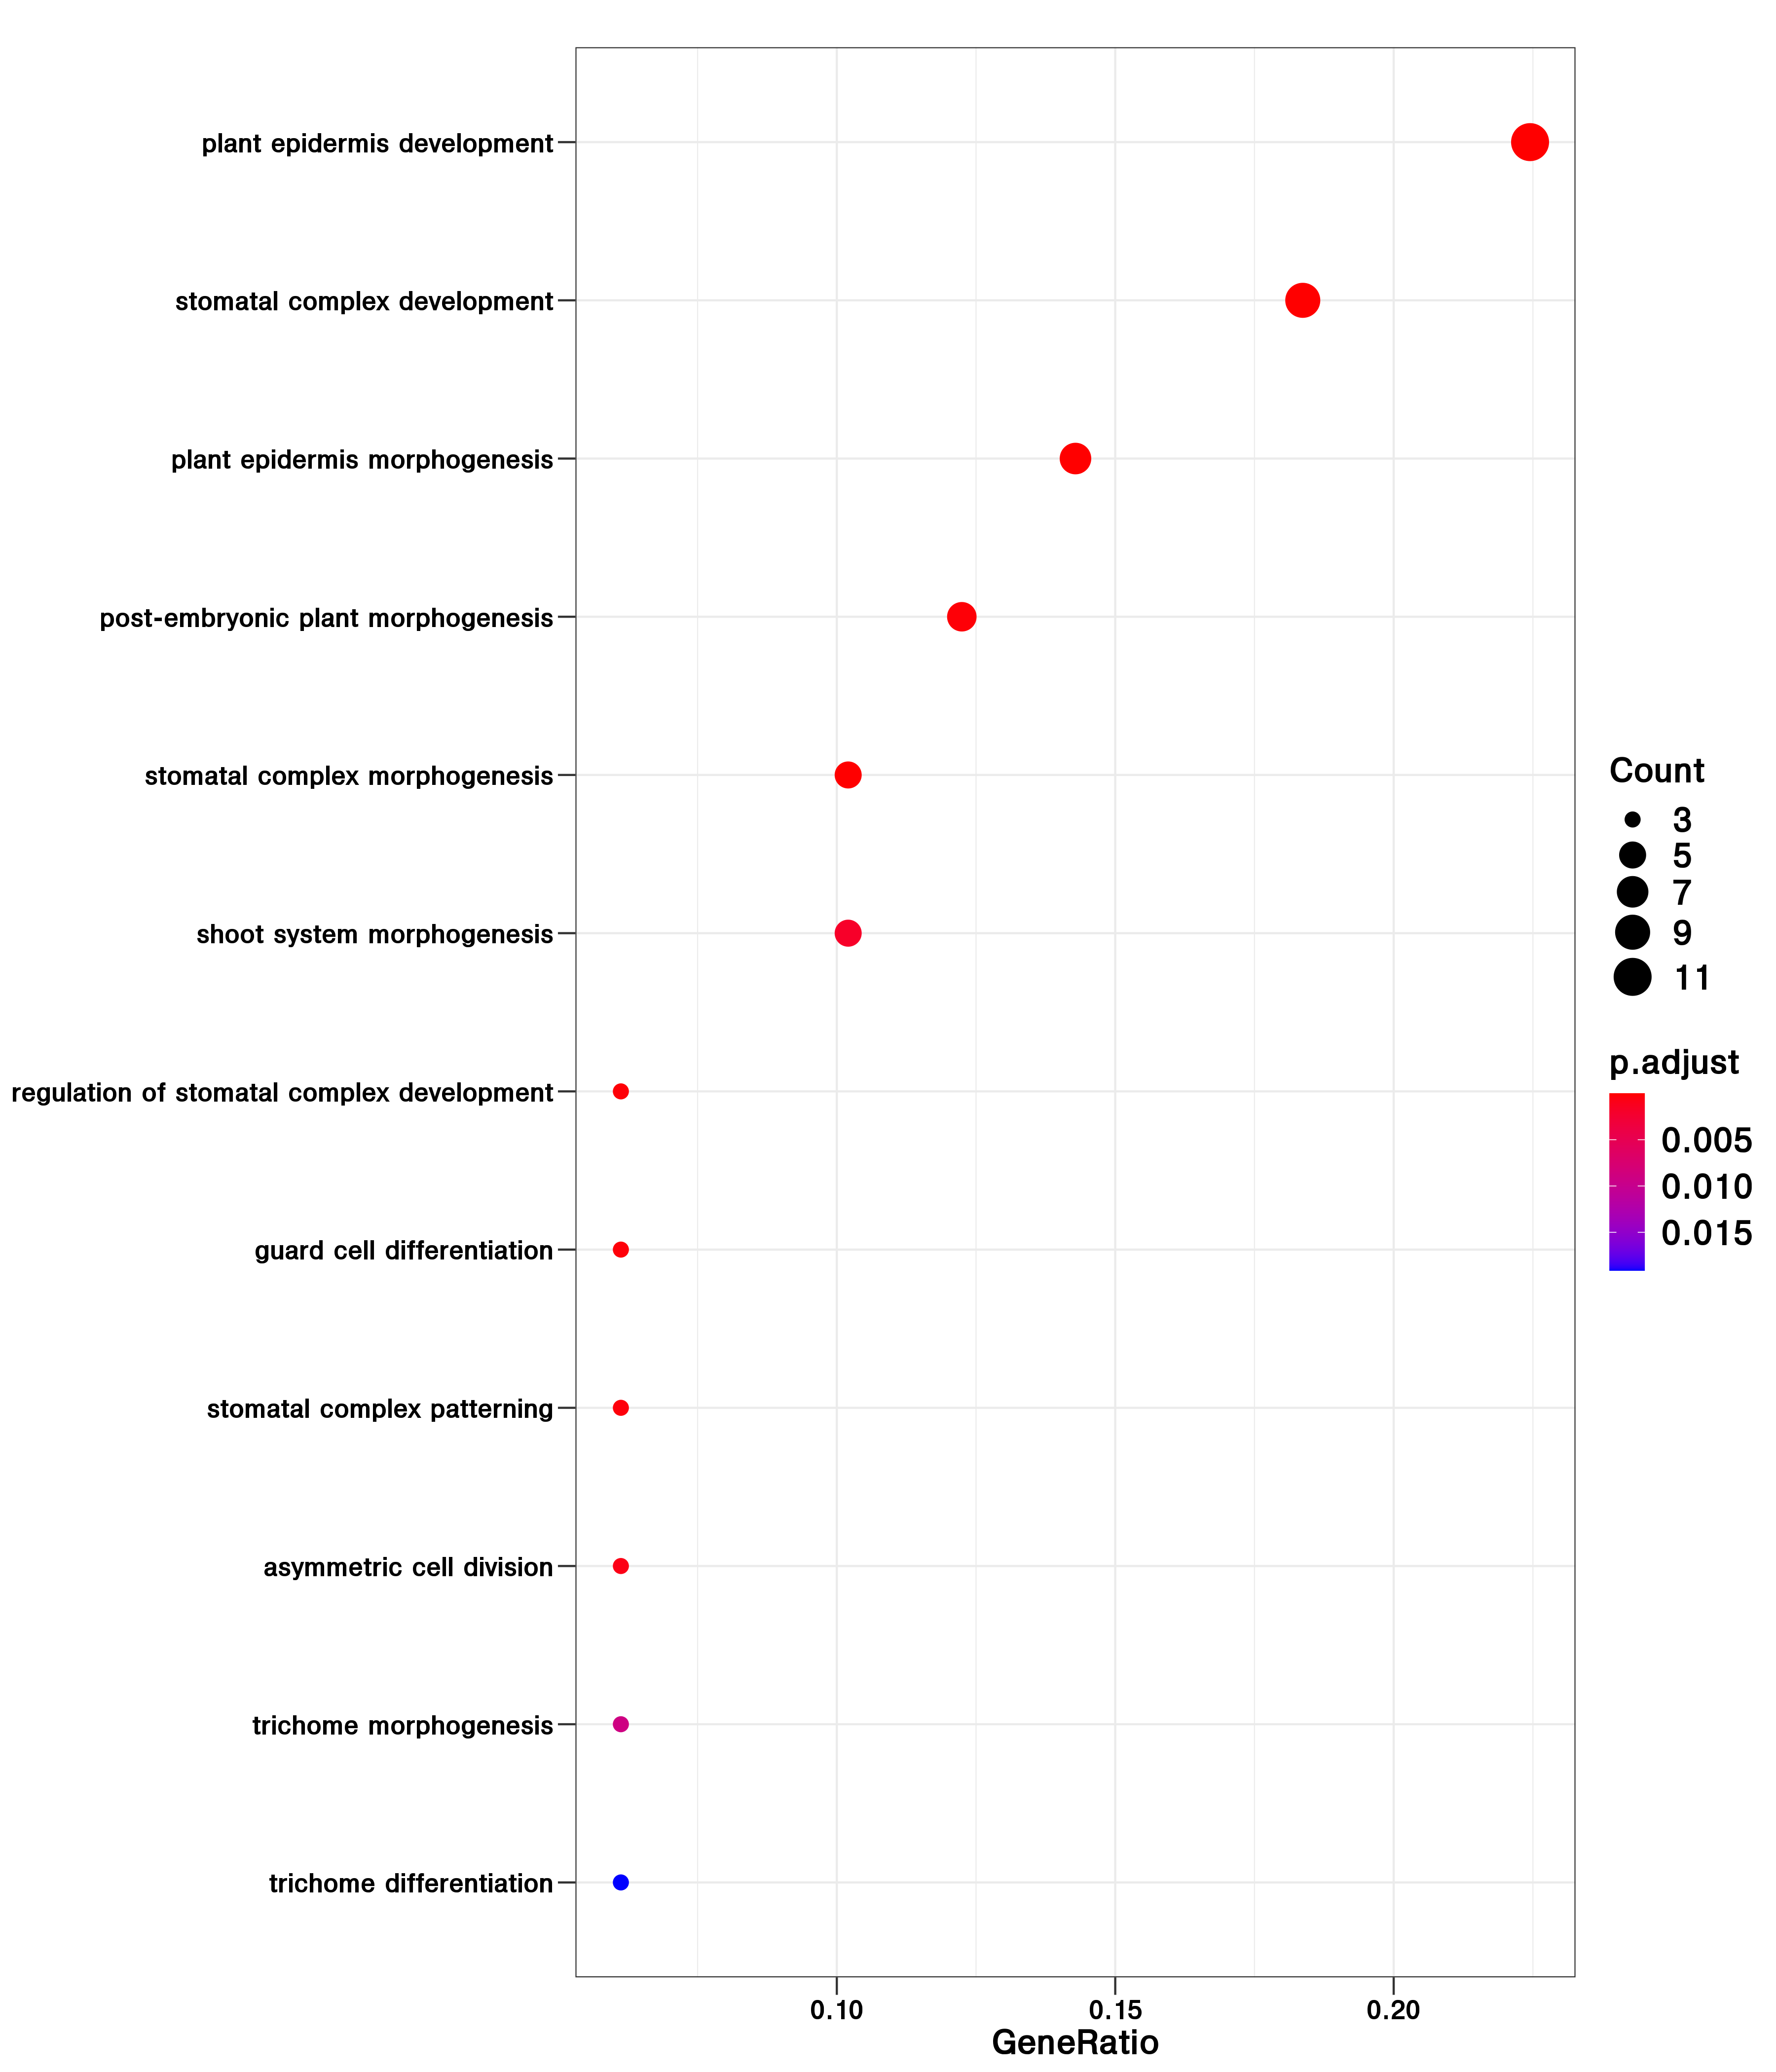 plant epidermis development
stomatal complex development
plant epidermis morphogenesis
post-embryonic plant morphogenesis
stomatal complex morphogenesis
shoot system morphogenesis
regulation of stomatal complex development
guard cell differentiation
stomatal complex patterning
asymmetric cell division
trichome morphogenesis
trichome differentiation
0.10 0.15 0.20
GeneRatio
Count
3
5
7
9
11
p.adjust
0.005
0.010
0.015